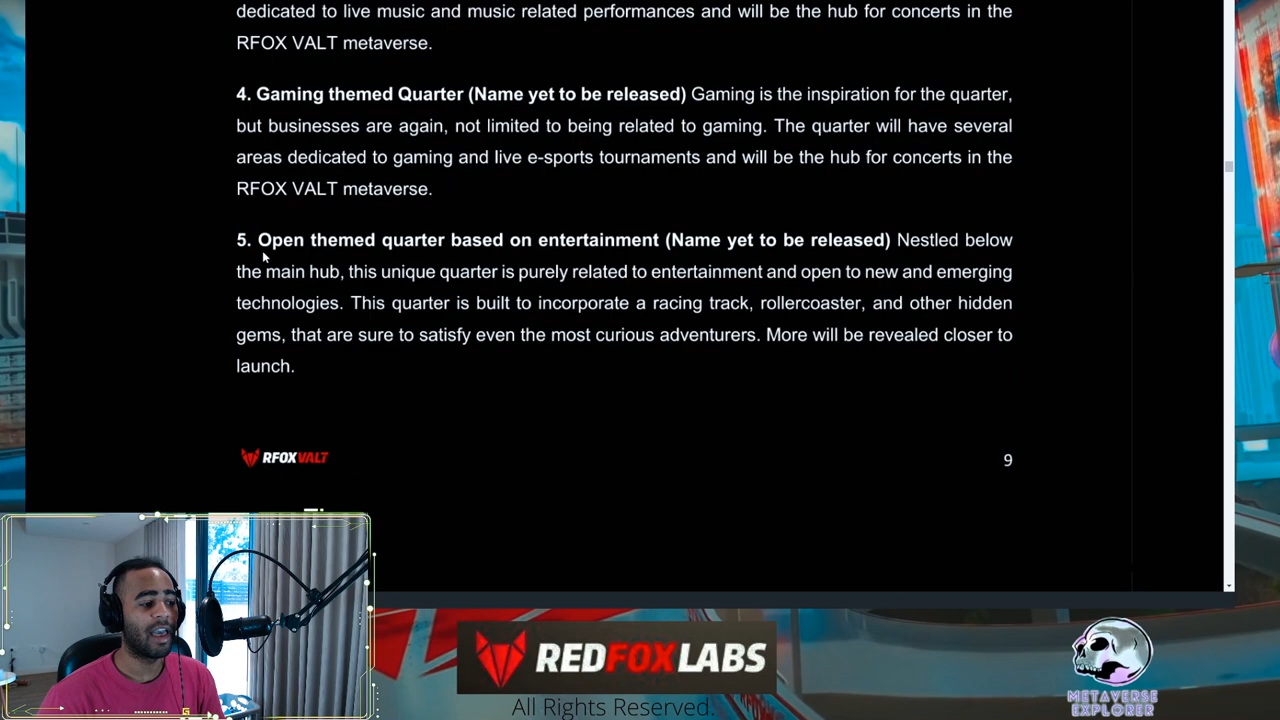 dedicated to live music and music related performances and will be the hub for concerts in the
RFOX VALT metaverse.
4. Gaming themed Quarter (Name yet to be released) Gaming is the inspiration for the quarter,
but businesses are again, not limited to being related to gaming. The quarter will have several
areas dedicated to gaming and live e-sports tournaments and will be the hub for concerts in the
RFOX VALT metaverse.
5. Open themed quarter based on entertainment (Name yet to be released) Nestled below
the main hub, this unique quarter is purely related to entertainment and open to new and emerging
technologies. This quarter is built to incorporate a racing track, rollercoaster, and other hidden
gems, that are sure to satisfy even the most curious adventurers. More will be revealed closer to
launch.
RFOXVALT
9
REDFOXLABS
All Rights Reserved.
METAVERSE
EXPLORER